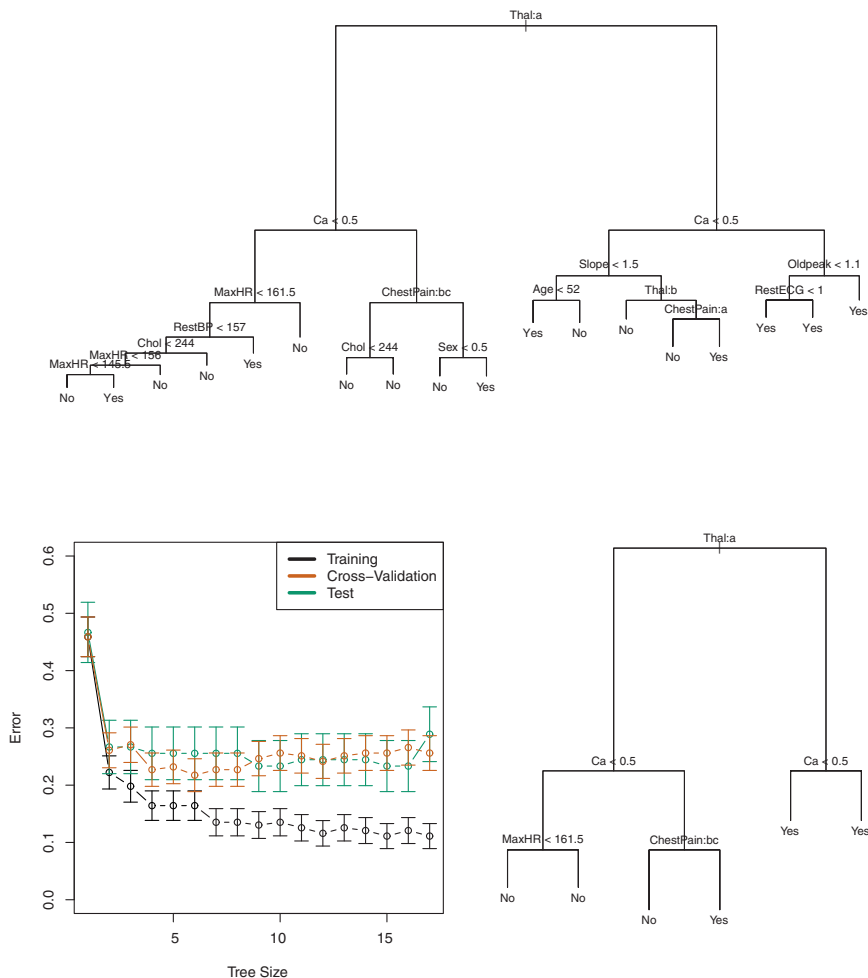 Thal:a
Ca < 0.5
Ca < 0.5
Slope < 1.5
Oldpeak < 1.1
MaxHR < 161.5
ChestPain:bc
Age < 52
Thal:b
RestECG < 1
ChestPain:a
Yes
No
No
Yes
Yes
Yes
No
Yes
RestBP < 157
Chol < 244
MaxHR < 156
MaxHR < 145.5
No
Yes
No
No
Yes
No
Chol < 244
Sex < 0.5
No
No
No
Yes
Training
Cross−Validation
Test
0.6
0.5
0.4
0.3
0.2
0.1
0.0
Error
5
10
15
Tree Size
Thal:a
Ca < 0.5
Ca < 0.5
MaxHR < 161.5
ChestPain:bc
Yes
Yes
No
No
No
Yes